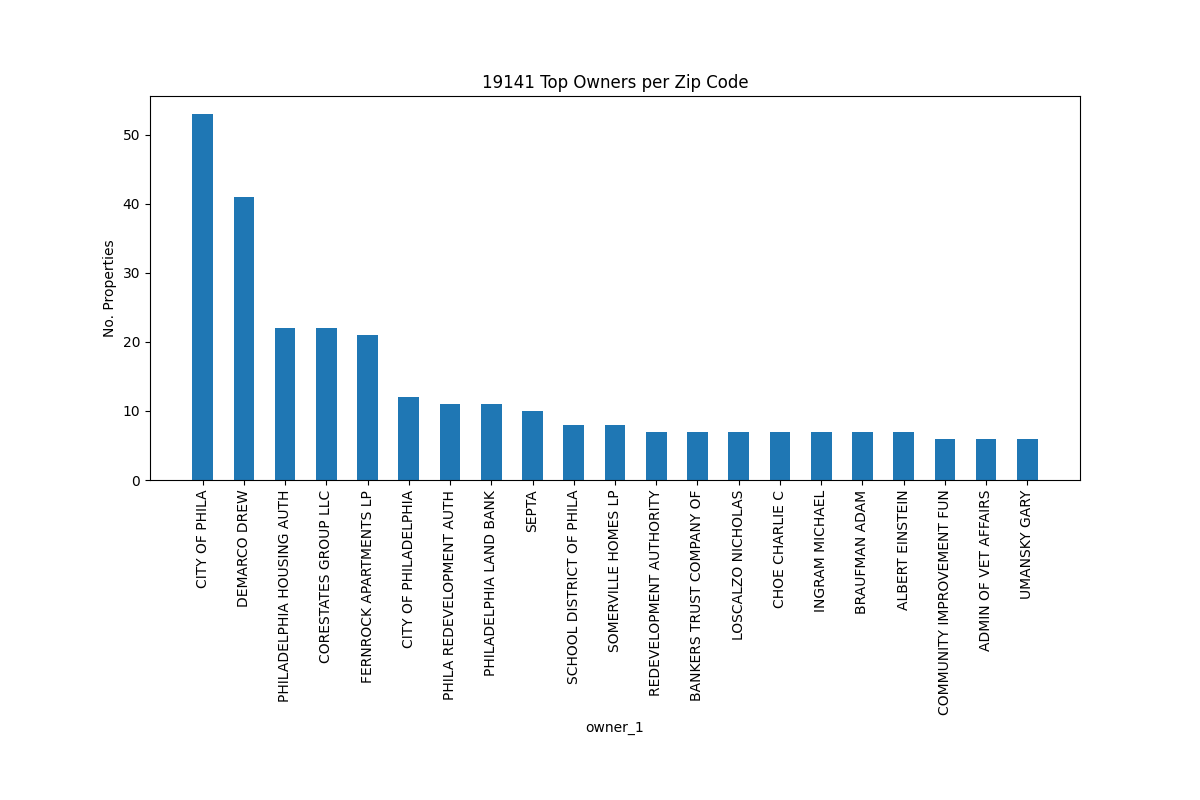 19141 Top Owners per Zip Code
No. Properties
50
40
30
20
10
0
CITY OF PHILA
DEMARCO DREW
PHILADELPHIA HOUSING AUTH
CORESTATES GROUP LLC
FERNROCK APARTMENTS LP
CITY OF PHILADELPHIA
PHILA REDEVELOPMENT AUTH
PHILADELPHIA LAND BANK
SEPTA
SCHOOL DISTRICT OF PHILA
SOMERVILLE HOMES LP
REDEVELOPMENT AUTHORITY
BANKERS TRUST COMPANY OF
LOSCALZO NICHOLAS
CHOE CHARLIE C
INGRAM MICHAEL
BRAUFMAN ADAM
ALBERT EINSTEIN
COMMUNITY IMPROVEMENT FUN
ADMIN OF VET AFFAIRS
UMANSKY GARY
owner_1